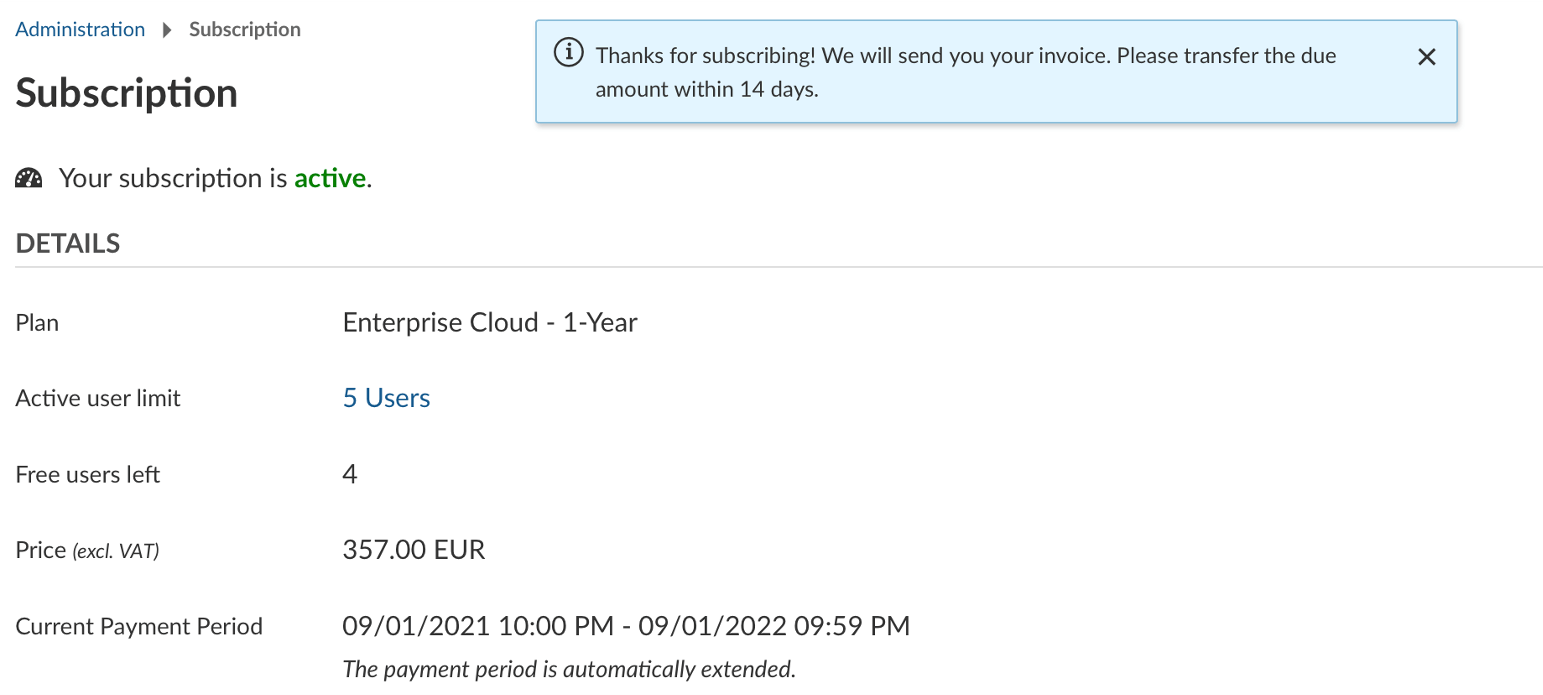 Administration Subscription
Thanks for subscribing! We will send you your invoice. Please transfer the due
amount within 14 days.
Subscription
Your subscription is active.
DETAILS
Plan Enterprise Cloud - 1-Year
Active user limit 5 Users
Free users left 4
Price (excl. VAT) 357.00 EUR
Current Payment Period 09/01/2021 10:00 PM - 09/01/2022 09:59 PM
The payment period is automatically extended.